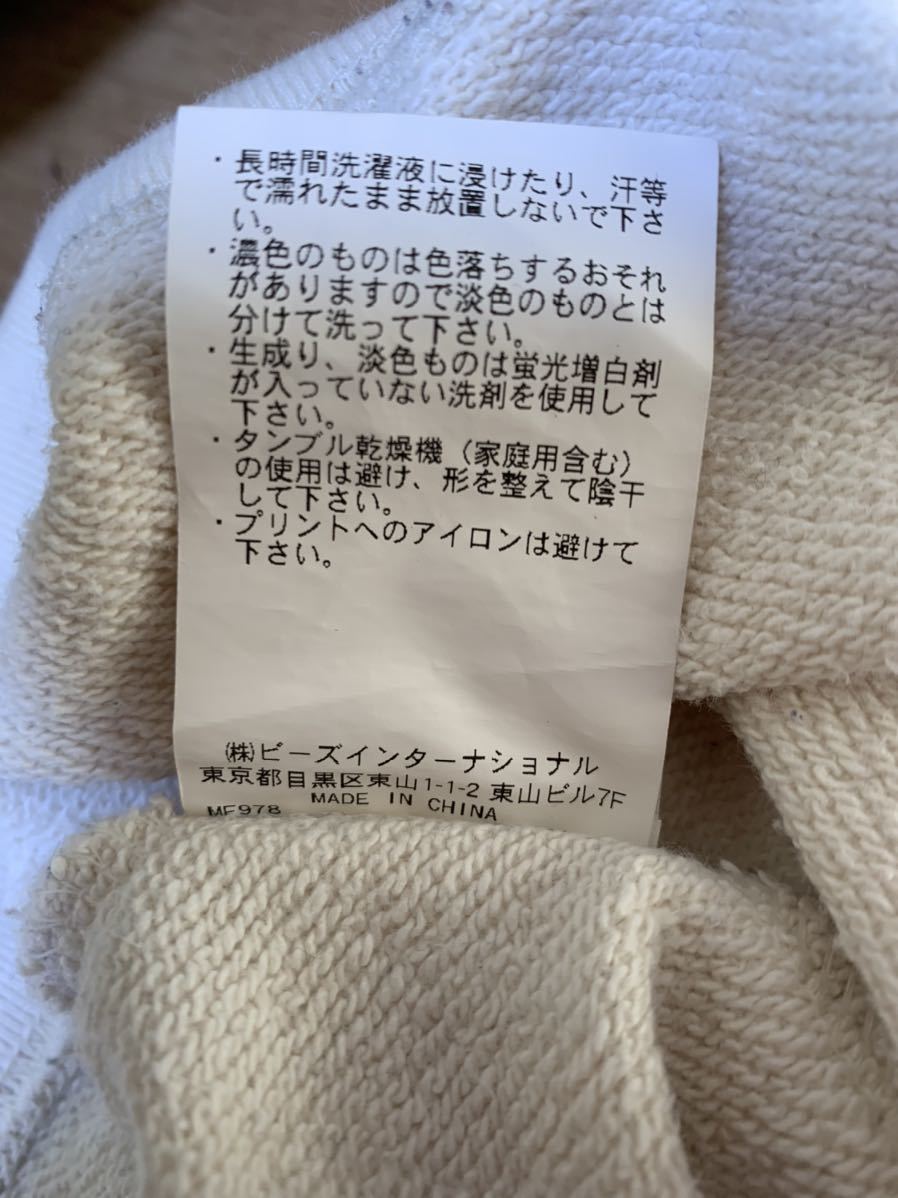 ・長時間洗濯液に浸けたり、汗等
で濡れたまま放置しないで下さ
い。
・濃色のものは色落ちするおそれ
がありますので淡色のものとは
分けて洗って下さい。
・生成り、淡色ものは蛍光増白剤
が入っていない洗剤を使用して
下さい。
・タンブル乾燥機（家庭用含む）
の使用は避け、形を整えて陰干
して下さい。
・プリントへのアイロンは避けて
下さい。
㈱ビーズインターナショナル
東京都目黒区東山1-1-2 東山ビル7F
MADE IN CHINA
MF978